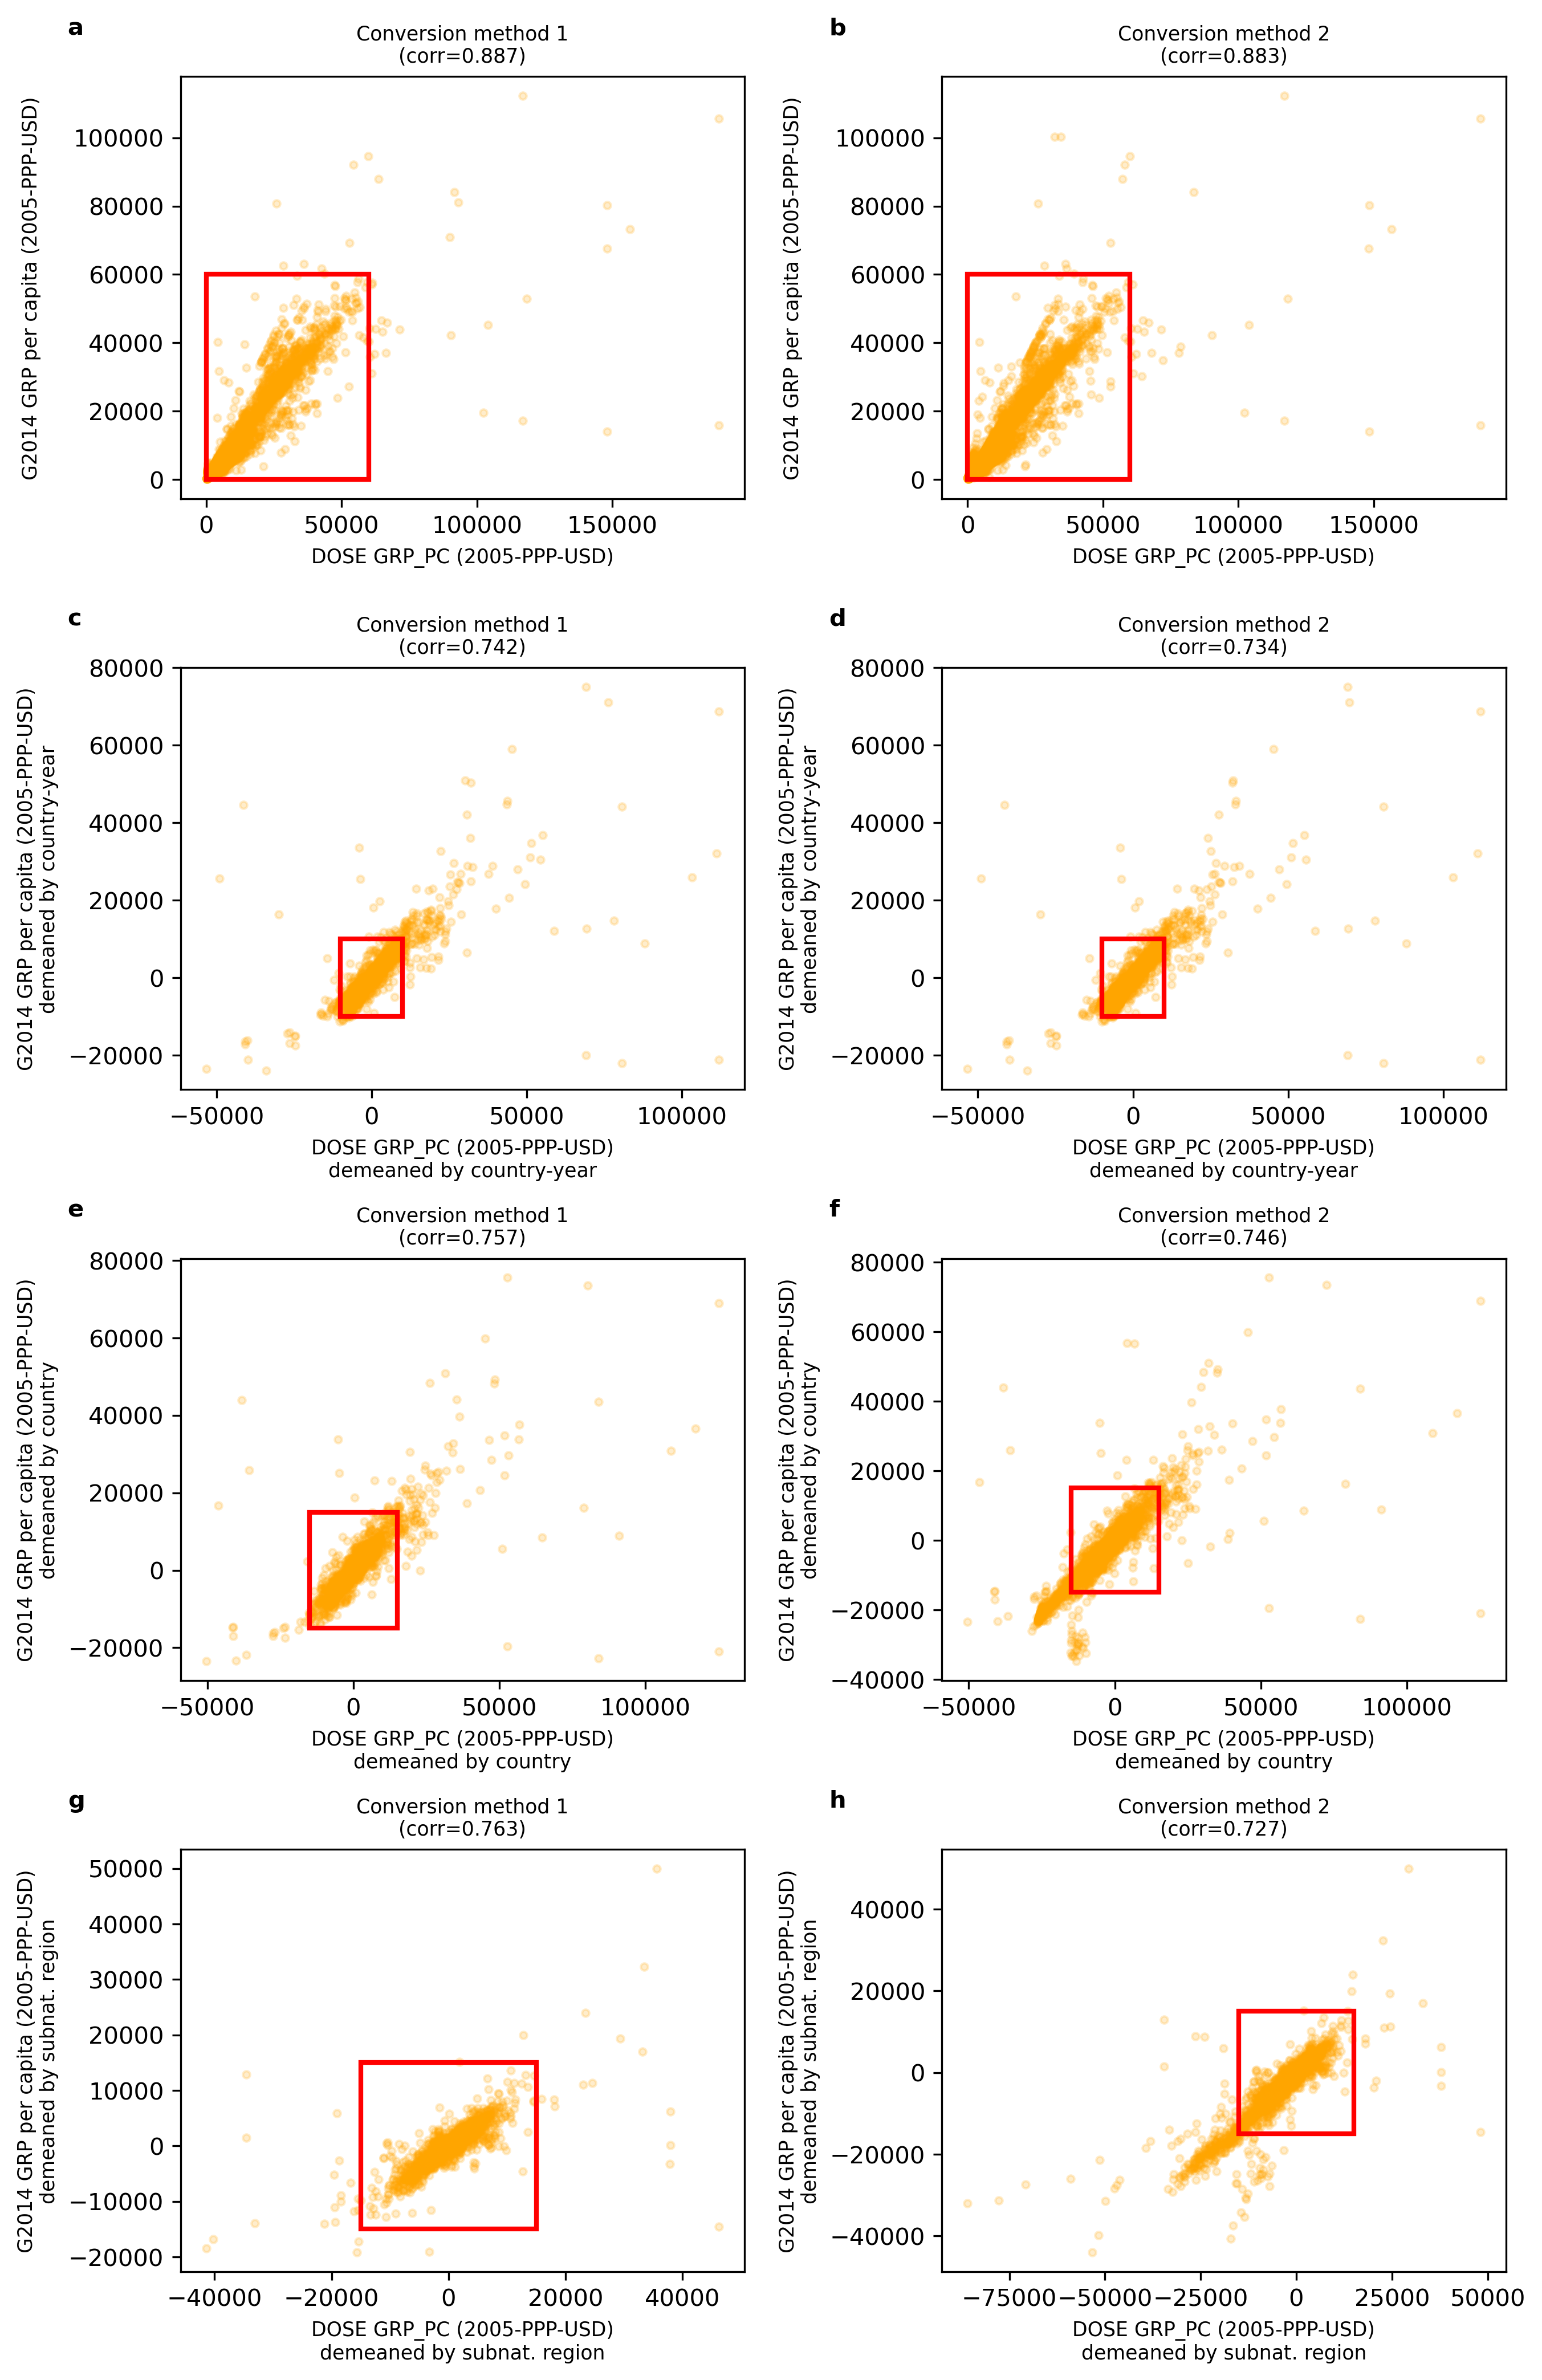 a
Conversion method 1
(corr=0.887)
G2014 GRP per capita (2005-PPP-USD)
100000
80000
60000
40000
20000
0
0
50000
100000
150000
DOSE GRP_PC (2005-PPP-USD)
b
Conversion method 2
(corr=0.883)
G2014 GRP per capita (2005-PPP-USD)
100000
80000
60000
40000
20000
0
0
50000
100000
150000
DOSE GRP_PC (2005-PPP-USD)
c
Conversion method 1
(corr=0.742)
G2014 GRP per capita (2005-PPP-USD)
demeaned by country-year
80000
60000
40000
20000
0
−20000
−50000
0
50000
100000
DOSE GRP_PC (2005-PPP-USD)
demeaned by country-year
d
Conversion method 2
(corr=0.734)
G2014 GRP per capita (2005-PPP-USD)
demeaned by country-year
80000
60000
40000
20000
0
−20000
−50000
0
50000
100000
DOSE GRP_PC (2005-PPP-USD)
demeaned by country-year
e
Conversion method 1
(corr=0.757)
G2014 GRP per capita (2005-PPP-USD)
demeaned by country
80000
60000
40000
20000
0
−20000
−50000
0
50000
100000
DOSE GRP_PC (2005-PPP-USD)
demeaned by country
f
Conversion method 2
(corr=0.746)
G2014 GRP per capita (2005-PPP-USD)
demeaned by country
80000
60000
40000
20000
0
−20000
−40000
−50000
0
50000
100000
DOSE GRP_PC (2005-PPP-USD)
demeaned by country
g
Conversion method 1
(corr=0.763)
G2014 GRP per capita (2005-PPP-USD)
demeaned by subnat. region
50000
40000
30000
20000
10000
0
−10000
−20000
−40000
−20000
0
20000
40000
DOSE GRP_PC (2005-PPP-USD)
demeaned by subnat. region
h
Conversion method 2
(corr=0.727)
G2014 GRP per capita (2005-PPP-USD)
demeaned by subnat. region
40000
20000
0
−20000
−40000
−75000
−50000
−25000
0
25000
50000
DOSE GRP_PC (2005-PPP-USD)
demeaned by subnat. region